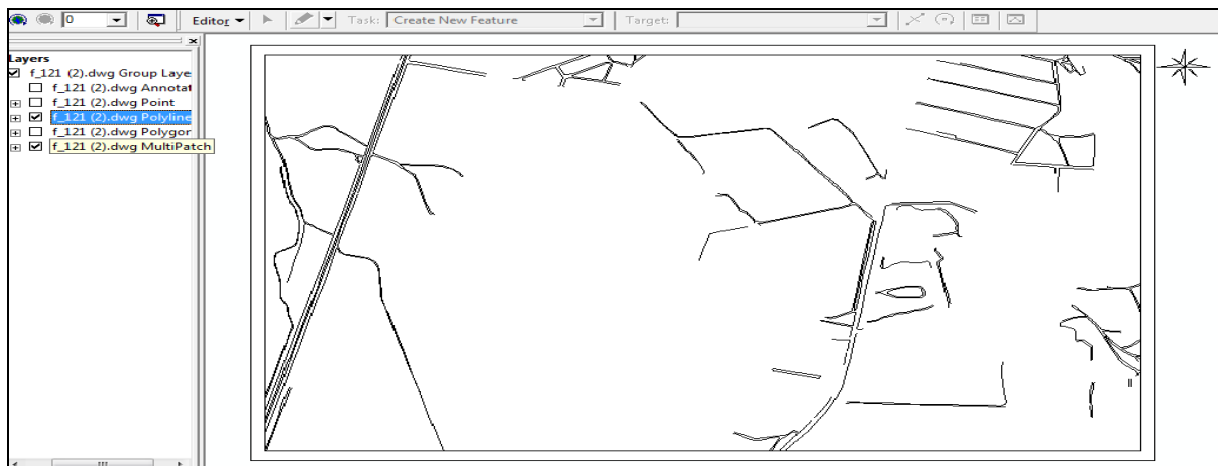 0 Editor Task: Create New Feature Target:
Layers
f_121 (2).dwg Group Laye
f_121 (2).dwg Annotat
f_121 (2).dwg Point
f_121 (2).dwg Polyline
f_121 (2).dwg Polygon
f_121 (2).dwg MultiPatch